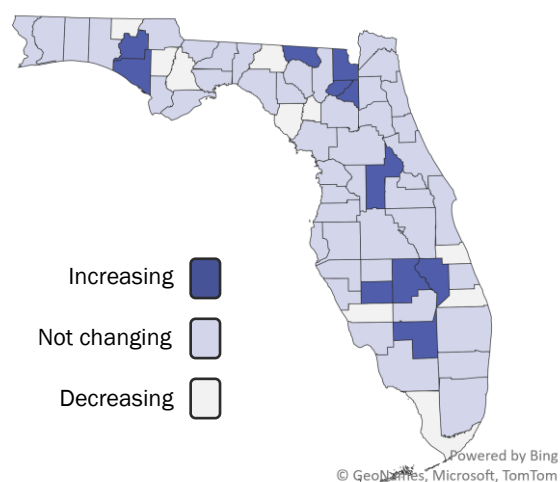 Increasing
Not changing
Decreasing
Powered by Bing
© GeoNames, Microsoft, TomTom